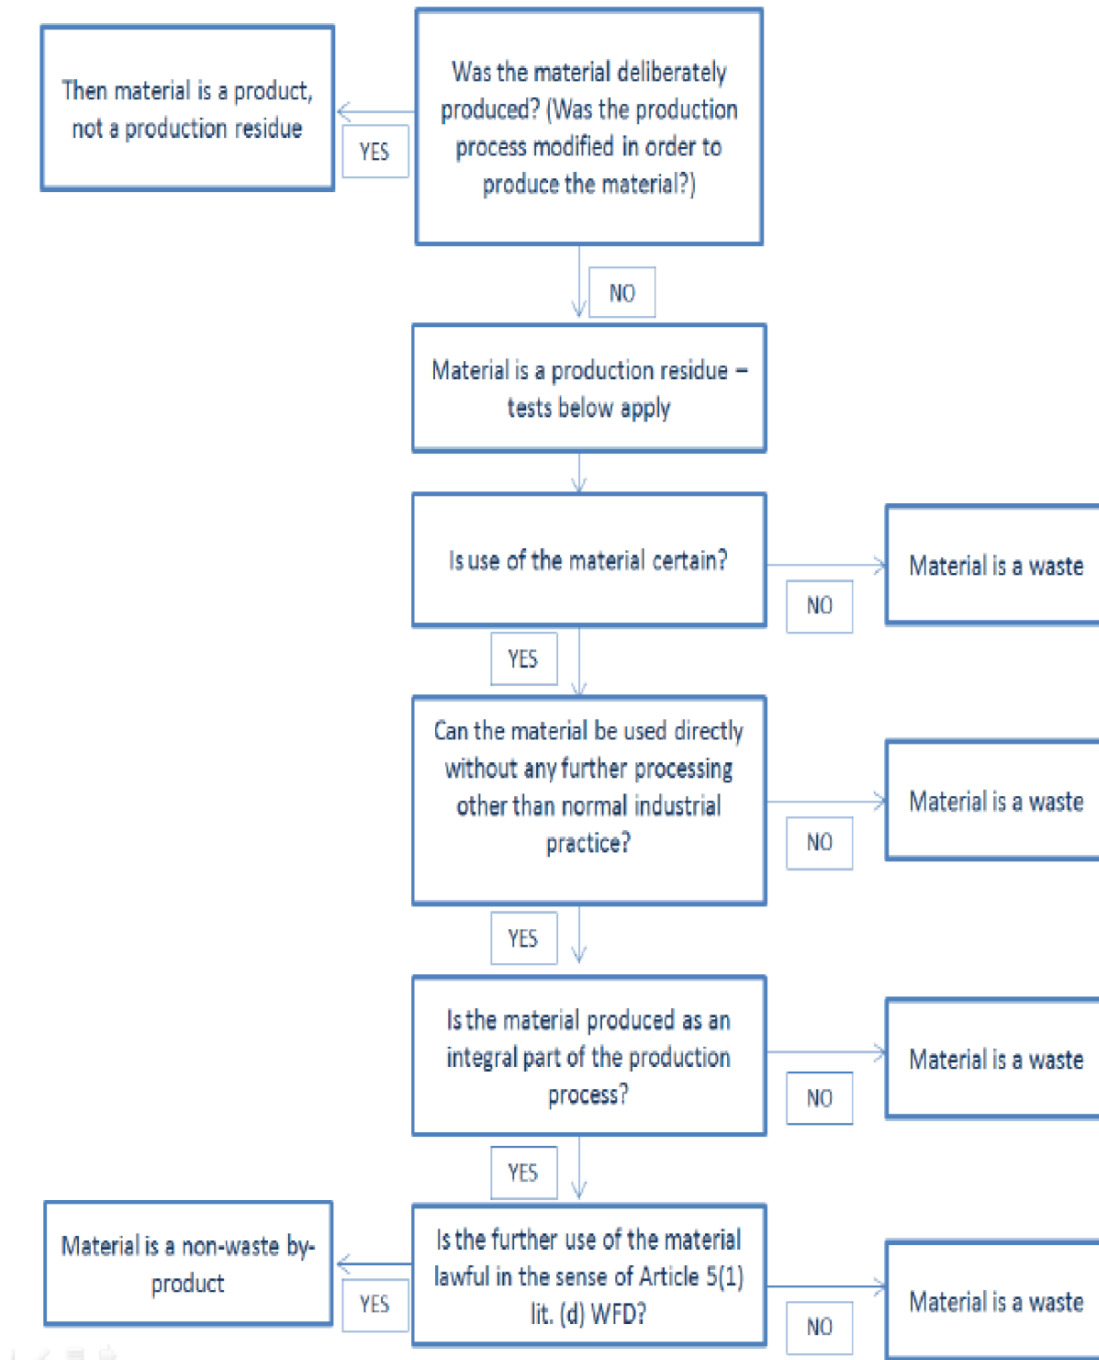 Then material is a product,
not a production residue
YES
Was the material deliberately
produced? (Was the production
process modified in order to
produce the material?)
NO
Material is a production residue –
tests below apply
Is use of the material certain?
NO
Material is a waste
YES
Can the material be used directly
without any further processing
other than normal industrial
practice?
NO
Material is a waste
YES
Is the material produced as an
integral part of the production
process?
NO
Material is a waste
YES
Is the further use of the material
lawful in the sense of Article 5(1)
lit. (d) WFD?
YES
Material is a non-waste by-
product
NO
Material is a waste